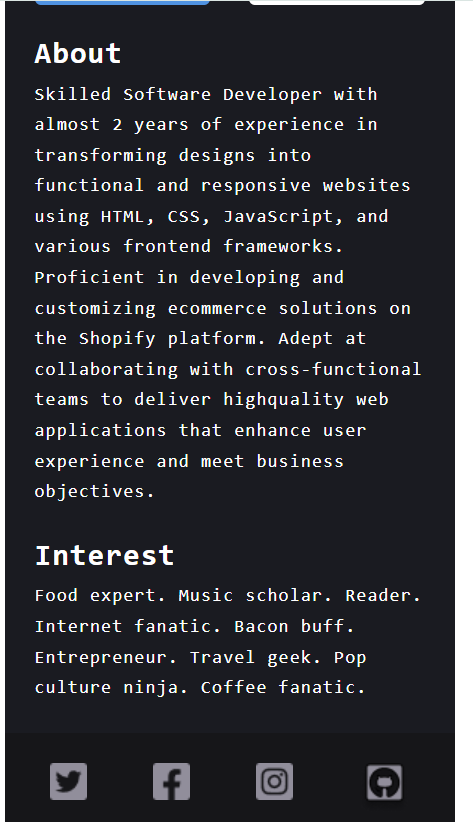 About
Skilled Software Developer with
almost 2 years of experience in
transforming designs into
functional and responsive websites
using HTML, CSS, JavaScript, and
various frontend frameworks.
Proficient in developing and
customizing ecommerce solutions on
the Shopify platform. Adept at
collaborating with cross-functional
teams to deliver highquality web
applications that enhance user
experience and meet business
objectives.
Interest
Food expert. Music scholar. Reader.
Internet fanatic. Bacon buff.
Entrepreneur. Travel geek. Pop
culture ninja. Coffee fanatic.